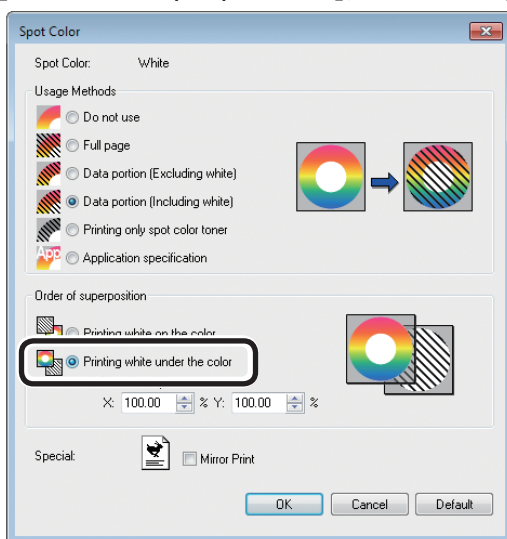 Spot Color
Spot Color: White
Usage Methods
Do not use
Full page
Data portion (Excluding white)
Data portion (Including white)
Printing only spot color toner
App Application specification
Order of superposition
Printing white on the color
Printing white under the color
X: 100.00 % Y: 100.00 %
Special: Mirror Print
OK Cancel Default